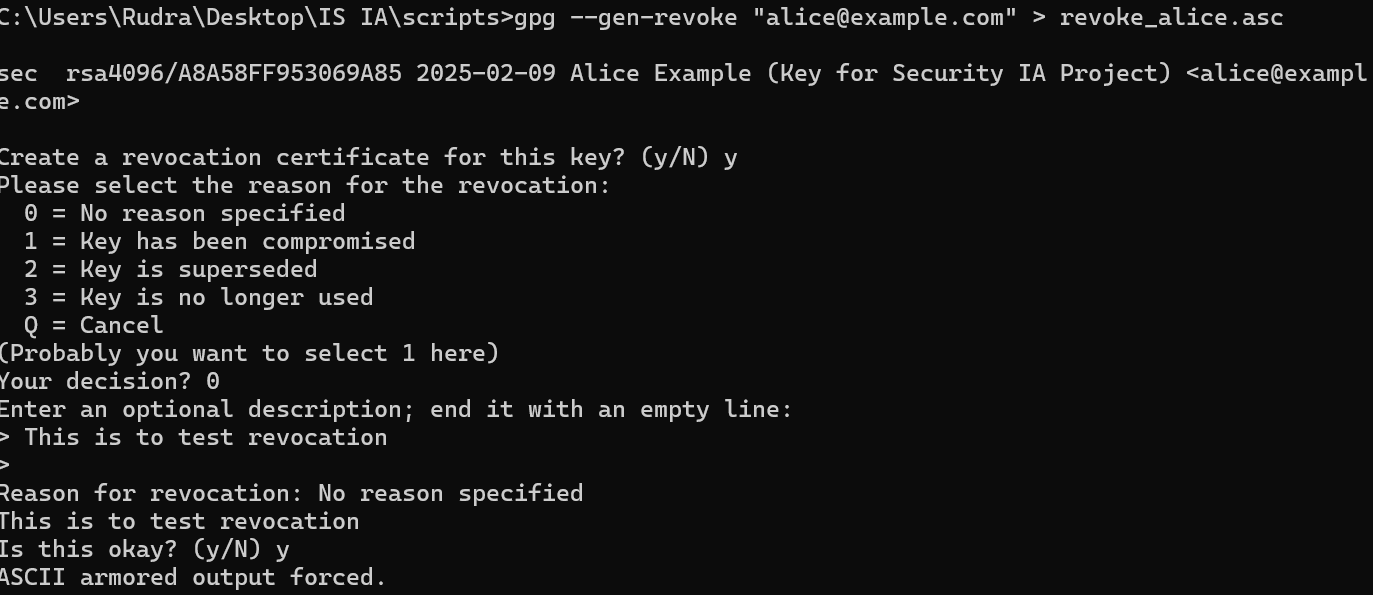 C:\Users\Rudra\Desktop\IS IA\scripts>gpg --gen-revoke "alice@example.com" > revoke_alice.asc
sec  rsa4096/A8A58FF953069A85 2025-02-09 Alice Example (Key for Security IA Project) <alice@exampl
e.com>
Create a revocation certificate for this key? (y/N) y
Please select the reason for the revocation:
  0 = No reason specified
  1 = Key has been compromised
  2 = Key is superseded
  3 = Key is no longer used
  Q = Cancel
(Probably you want to select 1 here)
Your decision? 0
Enter an optional description; end it with an empty line:
> This is to test revocation
>
Reason for revocation: No reason specified
This is to test revocation
Is this okay? (y/N) y
ASCII armored output forced.